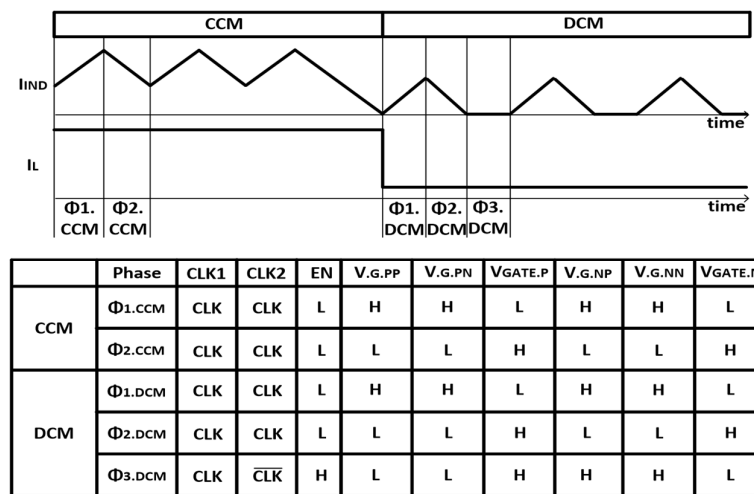 CCM DCM
IIND
time
IL
time
Φ1. Φ2. Φ1. Φ2. Φ3.
CCM CCM DCM DCM DCM
Phase CLK1 CLK2 EN V.G.PP V.G.PN VGATE.P V.G.NP V.G.NN VGATE.N
CCM
Φ1.CCM CLK CLK L H H L H H L
Φ2.CCM CLK CLK L L L H L L H
DCM
Φ1.DCM CLK CLK L H H L H H L
Φ2.DCM CLK CLK L L L H L L H
Φ3.DCM CLK C̅L̅K̅ H L L H H H L